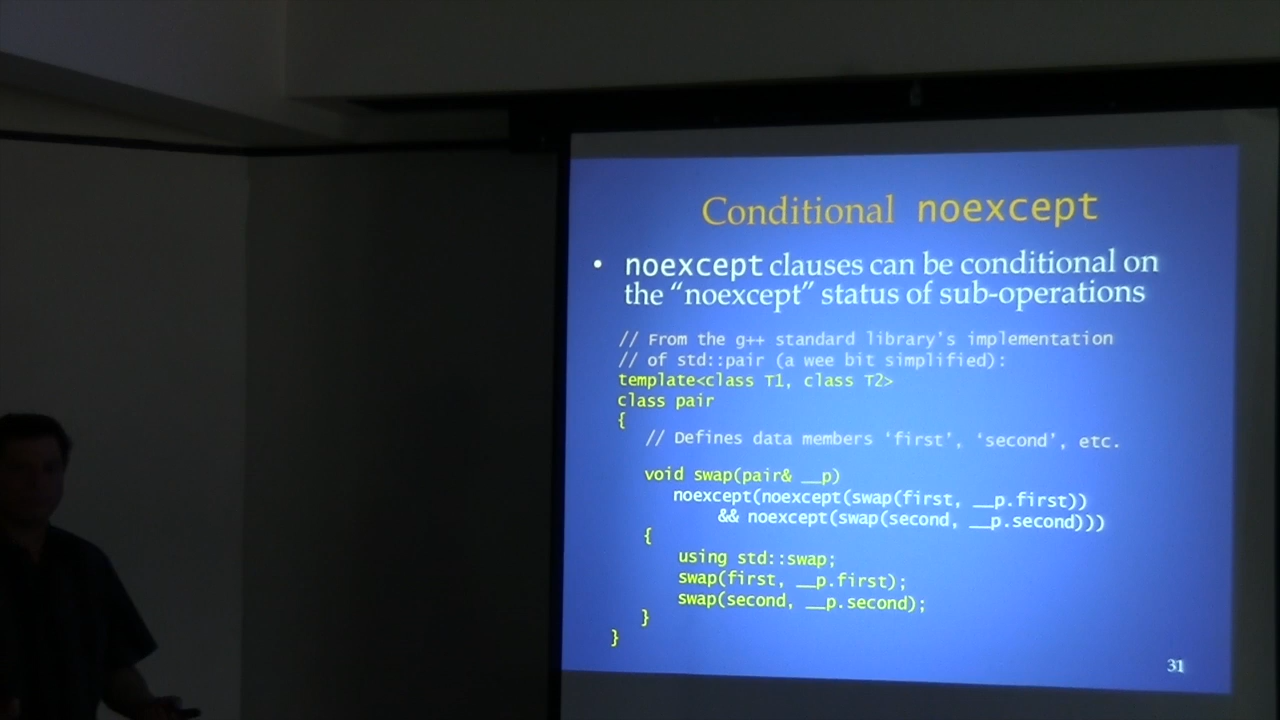 Conditional noexcept
• noexcept clauses can be conditional on
the “noexcept” status of sub-operations
// From the g++ standard library's implementation
// of std::pair (a wee bit simplified):
template<class T1, class T2>
class pair
{
// Defines data members ‘first’, ‘second’, etc.
void swap(pair& __p)
noexcept(noexcept(swap(first, __p.first))
&& noexcept(swap(second, __p.second)))
{
using std::swap;
swap(first, __p.first);
swap(second, __p.second);
}
}
31